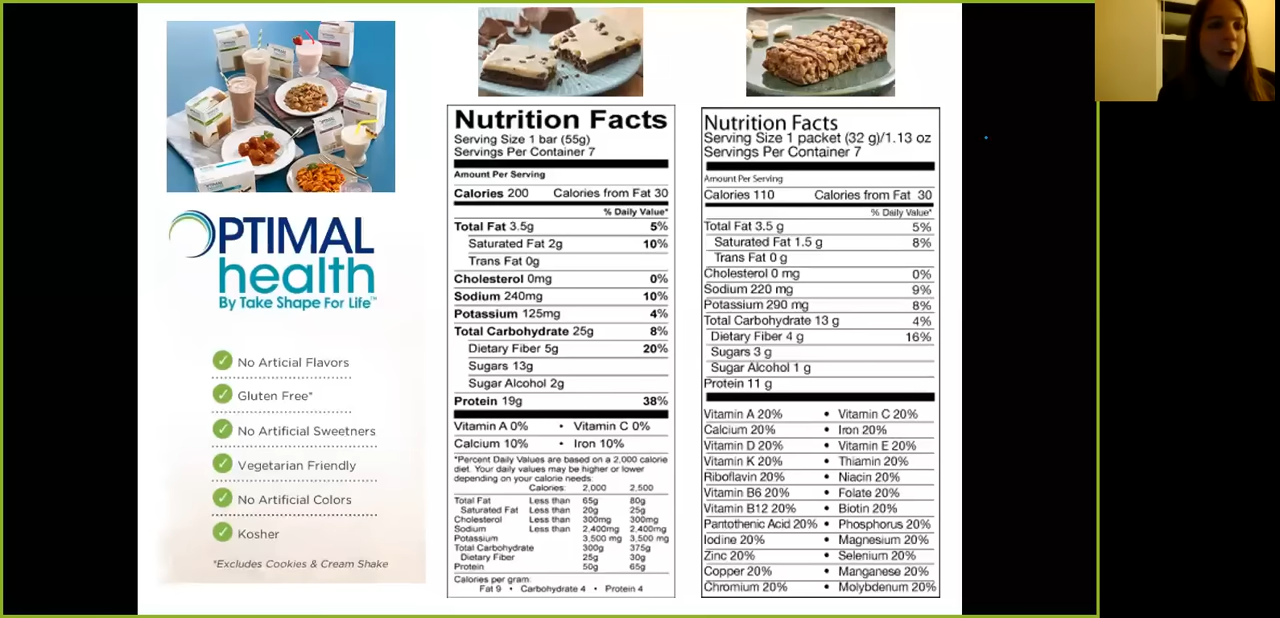 OPTIMAL
health
By Take Shape For Life™
No Articial Flavors
Gluten Free*
No Artificial Sweetners
Vegetarian Friendly
No Artificial Colors
Kosher
*Excludes Cookies & Cream Shake
Nutrition Facts
Serving Size 1 bar (55g)
Servings Per Container 7
Amount Per Serving
Calories 200 Calories from Fat 30
% Daily Value*
Total Fat 3.5g 5%
Saturated Fat 2g 10%
Trans Fat 0g
Cholesterol 0mg 0%
Sodium 240mg 10%
Potassium 125mg 4%
Total Carbohydrate 25g 8%
Dietary Fiber 5g 20%
Sugars 13g
Sugar Alcohol 2g
Protein 19g 38%
Vitamin A 0% • Vitamin C 0%
Calcium 10% • Iron 10%
*Percent Daily Values are based on a 2,000 calorie
diet. Your daily values may be higher or lower
depending on your calorie needs:
Calories: 2,000 2,500
Total Fat Less than 65g 80g
Saturated Fat Less than 20g 25g
Cholesterol Less than 300mg 300mg
Sodium Less than 2,400mg 2,400mg
Potassium 3,500 mg 3,500 mg
Total Carbohydrate 300g 375g
Dietary Fiber 25g 30g
Protein 50g 65g
Calories per gram:
Fat 9 • Carbohydrate 4 • Protein 4
Nutrition Facts
Serving Size 1 packet (32 g)/1.13 oz
Servings Per Container 7
Amount Per Serving
Calories 110 Calories from Fat 30
% Daily Value*
Total Fat 3.5 g 5%
Saturated Fat 1.5 g 8%
Trans Fat 0 g
Cholesterol 0 mg 0%
Sodium 220 mg 9%
Potassium 290 mg 8%
Total Carbohydrate 13 g 4%
Dietary Fiber 4 g 16%
Sugars 3 g
Sugar Alcohol 1 g
Protein 11 g
Vitamin A 20% • Vitamin C 20%
Calcium 20% • Iron 20%
Vitamin D 20% • Vitamin E 20%
Vitamin K 20% • Thiamin 20%
Riboflavin 20% • Niacin 20%
Vitamin B6 20% • Folate 20%
Vitamin B12 20% • Biotin 20%
Pantothenic Acid 20% • Phosphorus 20%
Iodine 20% • Magnesium 20%
Zinc 20% • Selenium 20%
Copper 20% • Manganese 20%
Chromium 20% • Molybdenum 20%